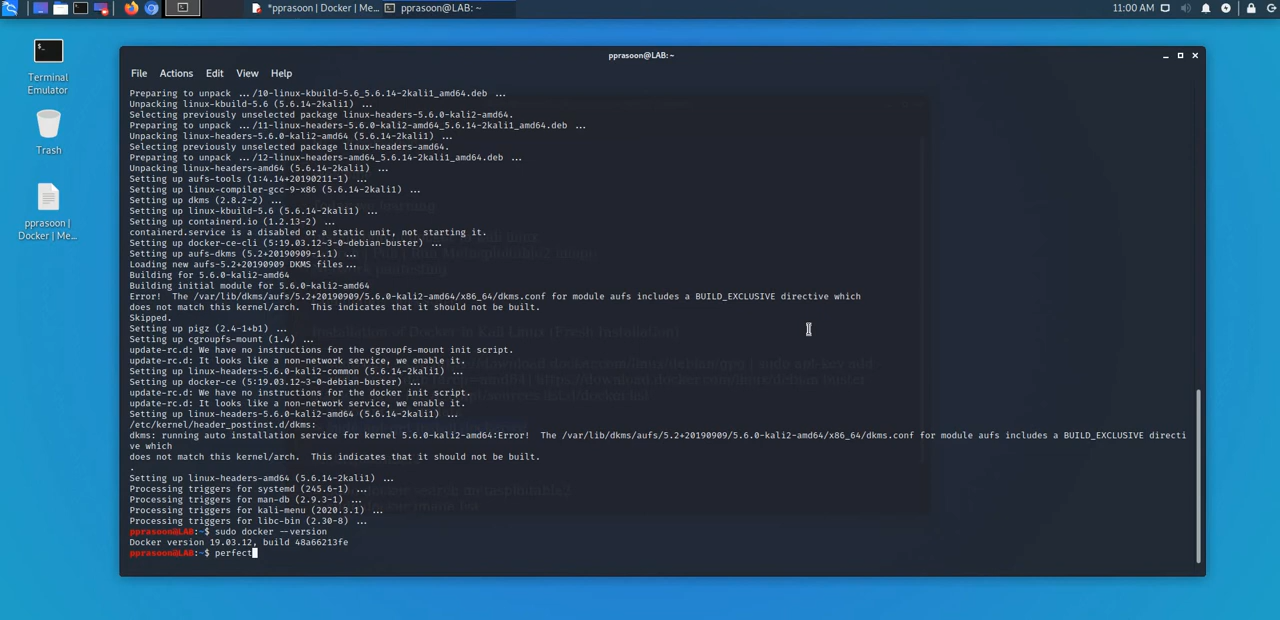 *pprasoon | Docker | Me...
pprasoon@LAB: ~
11:00 AM
Terminal
Emulator
Trash
pprasoon |
Docker | Me...
pprasoon@LAB:~
File Actions Edit View Help
Preparing to unpack .../10-linux-kbuild-5.6_5.6.14-2kali1_amd64.deb ...
Unpacking linux-kbuild-5.6 (5.6.14-2kali1) ...
Selecting previously unselected package linux-headers-5.6.0-kali2-amd64.
Preparing to unpack .../11-linux-headers-5.6.0-kali2-amd64_5.6.14-2kali1_amd64.deb ...
Unpacking linux-headers-5.6.0-kali2-amd64 (5.6.14-2kali1) ...
Selecting previously unselected package linux-headers-amd64.
Preparing to unpack .../12-linux-headers-amd64_5.6.14-2kali1_amd64.deb ...
Unpacking linux-headers-amd64 (5.6.14-2kali1) ...
Setting up aufs-tools (1:4.14+20190211-1) ...
Setting up linux-compiler-gcc-9-x86 (5.6.14-2kali1) ...
Setting up dkms (2.8.2-2) ...
Setting up linux-kbuild-5.6 (5.6.14-2kali1) ...
Setting up containerd.io (1.2.13-2) ...
containerd.service is a disabled or a static unit, not starting it.
Setting up docker-ce-cli (5:19.03.12~3-0~debian-buster) ...
Setting up aufs-dkms (5.2+20190909-1.1) ...
Loading new aufs-5.2+20190909 DKMS files...
Building for 5.6.0-kali2-amd64
Building initial module for 5.6.0-kali2-amd64
Error!  The /var/lib/dkms/aufs/5.2+20190909/5.6.0-kali2-amd64/x86_64/dkms.conf for module aufs includes a BUILD_EXCLUSIVE directive which
does not match this kernel/arch.  This indicates that it should not be built.
Skipped.
Setting up pigz (2.4-1+b1) ...
Setting up cgroupfs-mount (1.4) ...
update-rc.d: We have no instructions for the cgroupfs-mount init script.
update-rc.d: It looks like a non-network service, we enable it.
Setting up linux-headers-5.6.0-kali2-common (5.6.14-2kali1) ...
Setting up docker-ce (5:19.03.12~3-0~debian-buster) ...
update-rc.d: We have no instructions for the docker init script.
update-rc.d: It looks like a non-network service, we enable it.
Setting up linux-headers-5.6.0-kali2-amd64 (5.6.14-2kali1) ...
/etc/kernel/header_postinst.d/dkms:
dkms: running auto installation service for kernel 5.6.0-kali2-amd64:Error!  The /var/lib/dkms/aufs/5.2+20190909/5.6.0-kali2-amd64/x86_64/dkms.conf for module aufs includes a BUILD_EXCLUSIVE directi
ve which
does not match this kernel/arch.  This indicates that it should not be built.
.
Setting up linux-headers-amd64 (5.6.14-2kali1) ...
Processing triggers for systemd (245.6-1) ...
Processing triggers for man-db (2.9.3-1) ...
Processing triggers for kali-menu (2020.3.1) ...
Processing triggers for libc-bin (2.30-8) ...
pprasoon@LAB:~$ sudo docker --version
Docker version 19.03.12, build 48a66213fe
pprasoon@LAB:~$ perfect